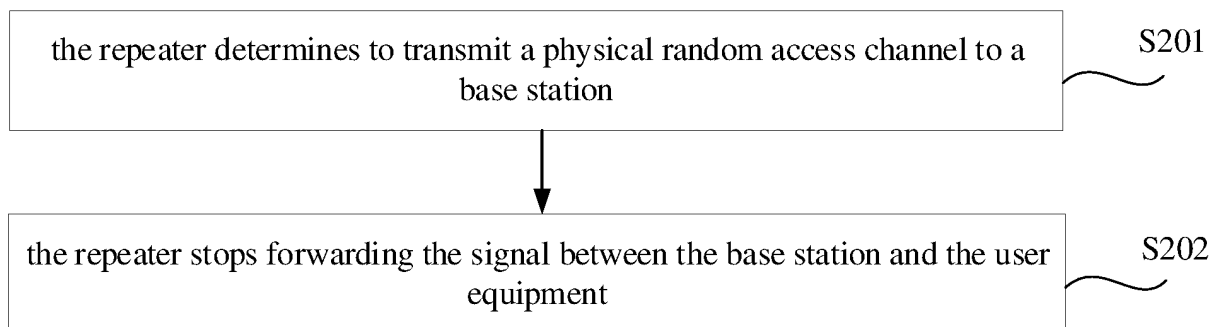 the repeater determines to transmit a physical random access channel to a
base station
S201
the repeater stops forwarding the signal between the base station and the user
equipment
S202